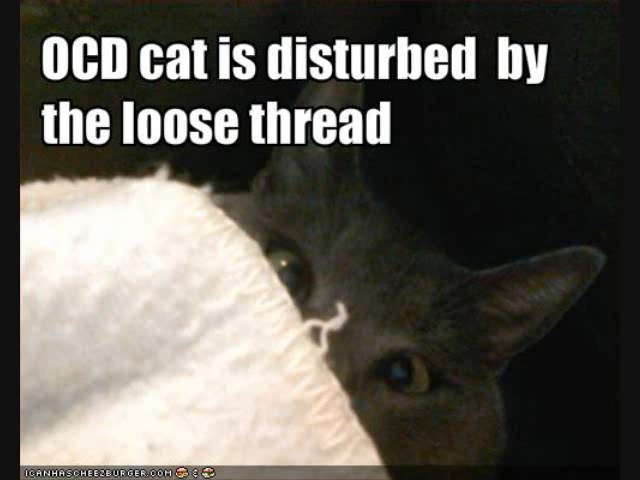 OCD cat is disturbed by
the loose thread
ICANHASCHEEZBURGER.COM